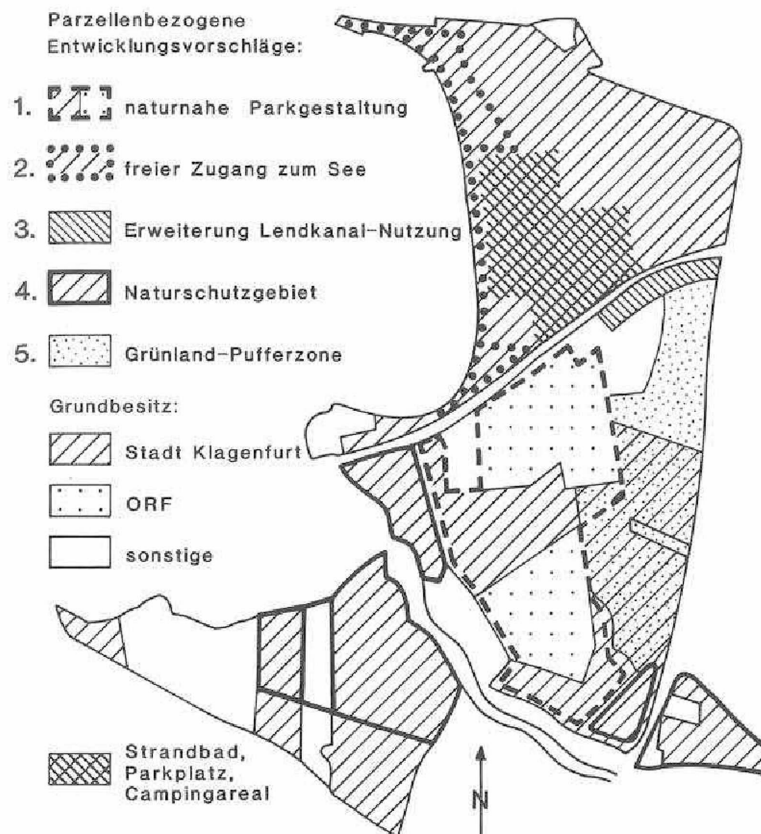 Parzellenbezogene
Entwicklungsvorschläge:
1. naturnahe Parkgestaltung
2. freier Zugang zum See
3. Erweiterung Lendkanal-Nutzung
4. Naturschutzgebiet
5. Grünland-Pufferzone
Grundbesitz:
Stadt Klagenfurt
ORF
sonstige
Strandbad,
Parkplatz,
Campingareal
N